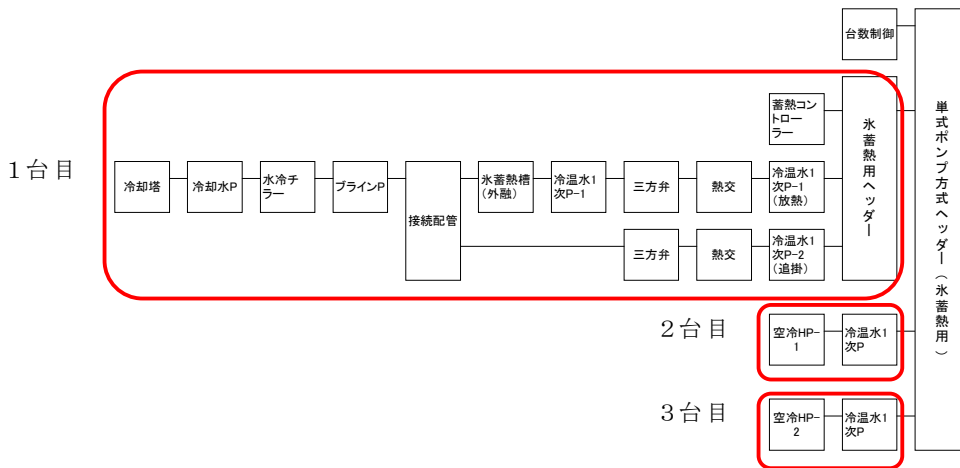 台数制御
単式ポンプ方式ヘッダー(氷蓄熱用)
蓄熱コン
トロー
ラー
氷蓄熱用ヘッダー
1台目
冷却塔
冷却水P
水冷チ
ラー
ブラインP
接続配管
氷蓄熱槽
(外融)
冷温水1
次P-1
三方弁
熱交
冷温水1
次P-1
(放熱)
三方弁
熱交
冷温水1
次P-2
(追掛)
2台目
空冷HP-
1
冷温水1
次P
3台目
空冷HP-
2
冷温水1
次P